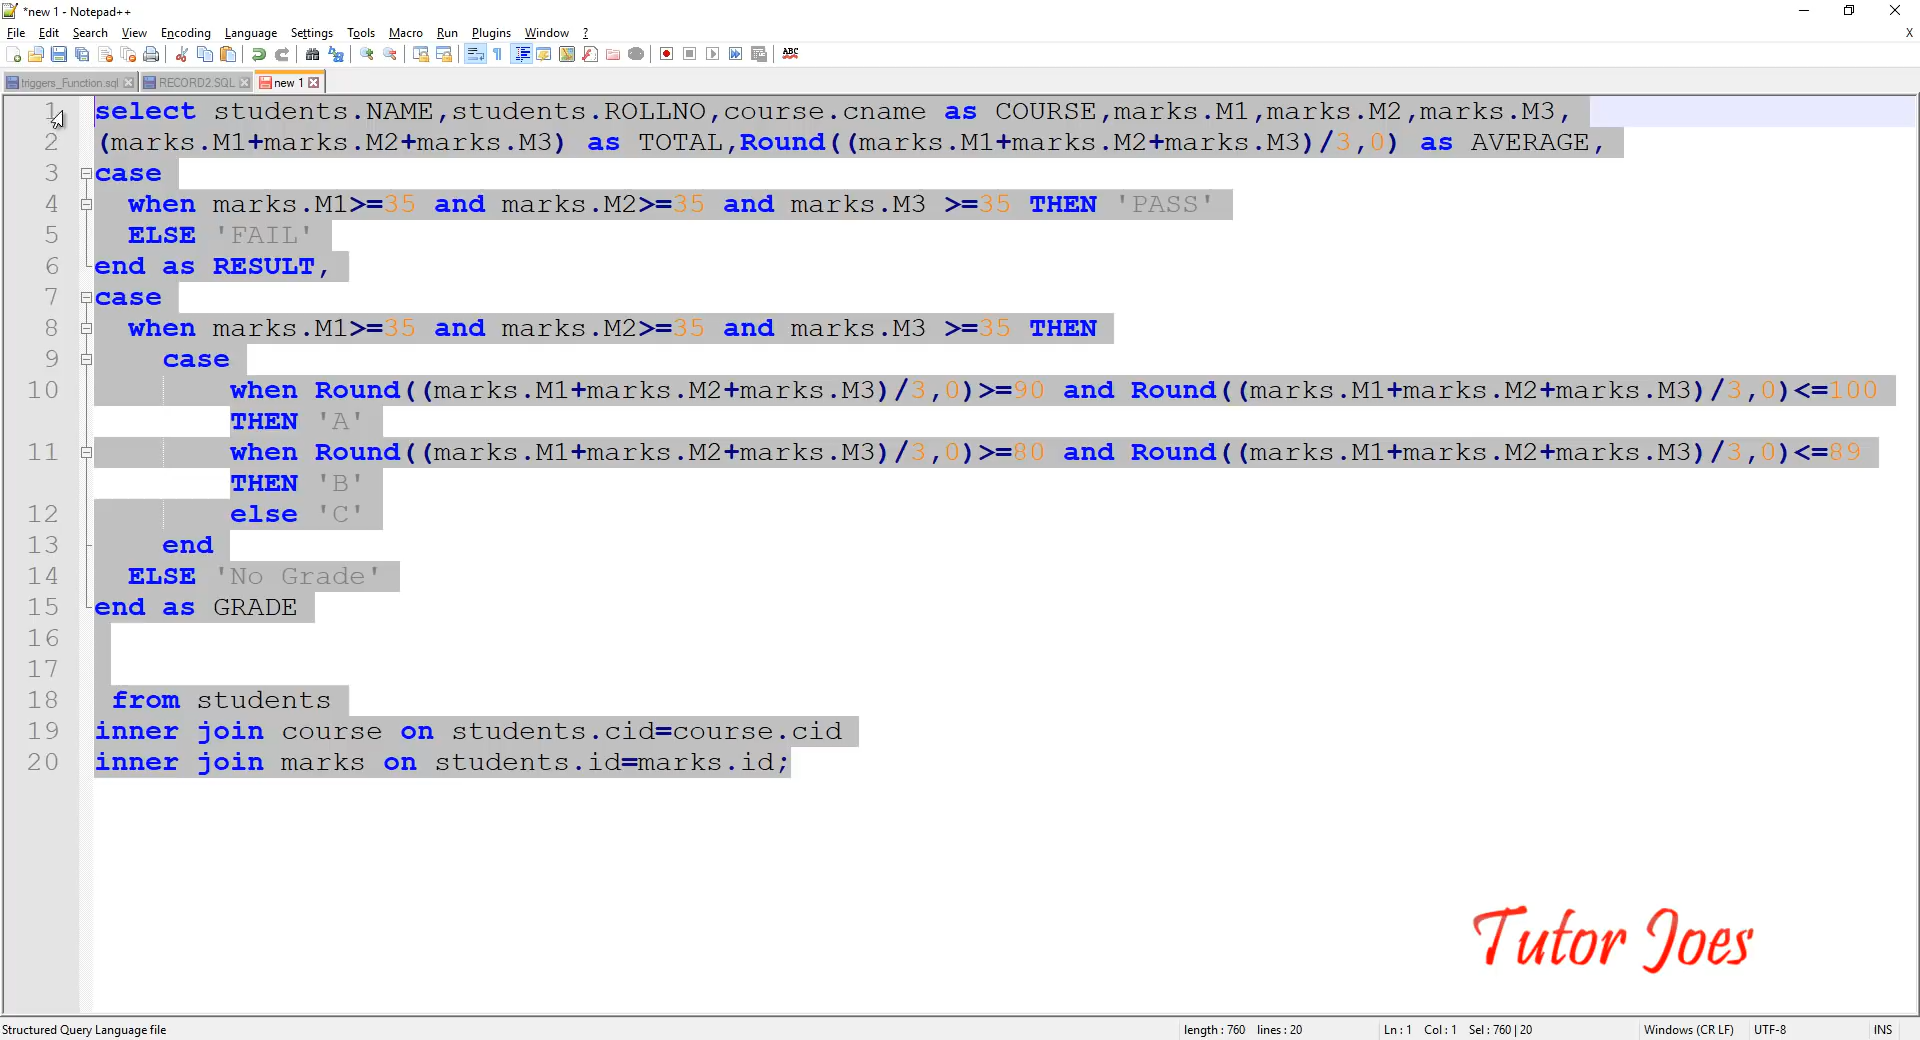 *new 1 - Notepad++
File Edit Search View Encoding Language Settings Tools Macro Run Plugins Window ? X
triggers_Function.sql RECORD2.SQL new 1
1 select students.NAME,students.ROLLNO,course.cname as COURSE,marks.M1,marks.M2,marks.M3,
2 (marks.M1+marks.M2+marks.M3) as TOTAL,Round((marks.M1+marks.M2+marks.M3)/3,0) as AVERAGE,
3 case
4 when marks.M1>=35 and marks.M2>=35 and marks.M3 >=35 THEN 'PASS'
5 ELSE 'FAIL'
6 end as RESULT,
7 case
8 when marks.M1>=35 and marks.M2>=35 and marks.M3 >=35 THEN
9 case
10 when Round((marks.M1+marks.M2+marks.M3)/3,0)>=90 and Round((marks.M1+marks.M2+marks.M3)/3,0)<=100
THEN 'A'
11 when Round((marks.M1+marks.M2+marks.M3)/3,0)>=80 and Round((marks.M1+marks.M2+marks.M3)/3,0)<=89
THEN 'B'
12 else 'C'
13 end
14 ELSE 'No Grade'
15 end as GRADE
16
17
18 from students
19 inner join course on students.cid=course.cid
20 inner join marks on students.id=marks.id;
Tutor Joes
Structured Query Language file length : 760 lines : 20 Ln : 1 Col : 1 Sel : 760 | 20 Windows (CR LF) UTF-8 INS